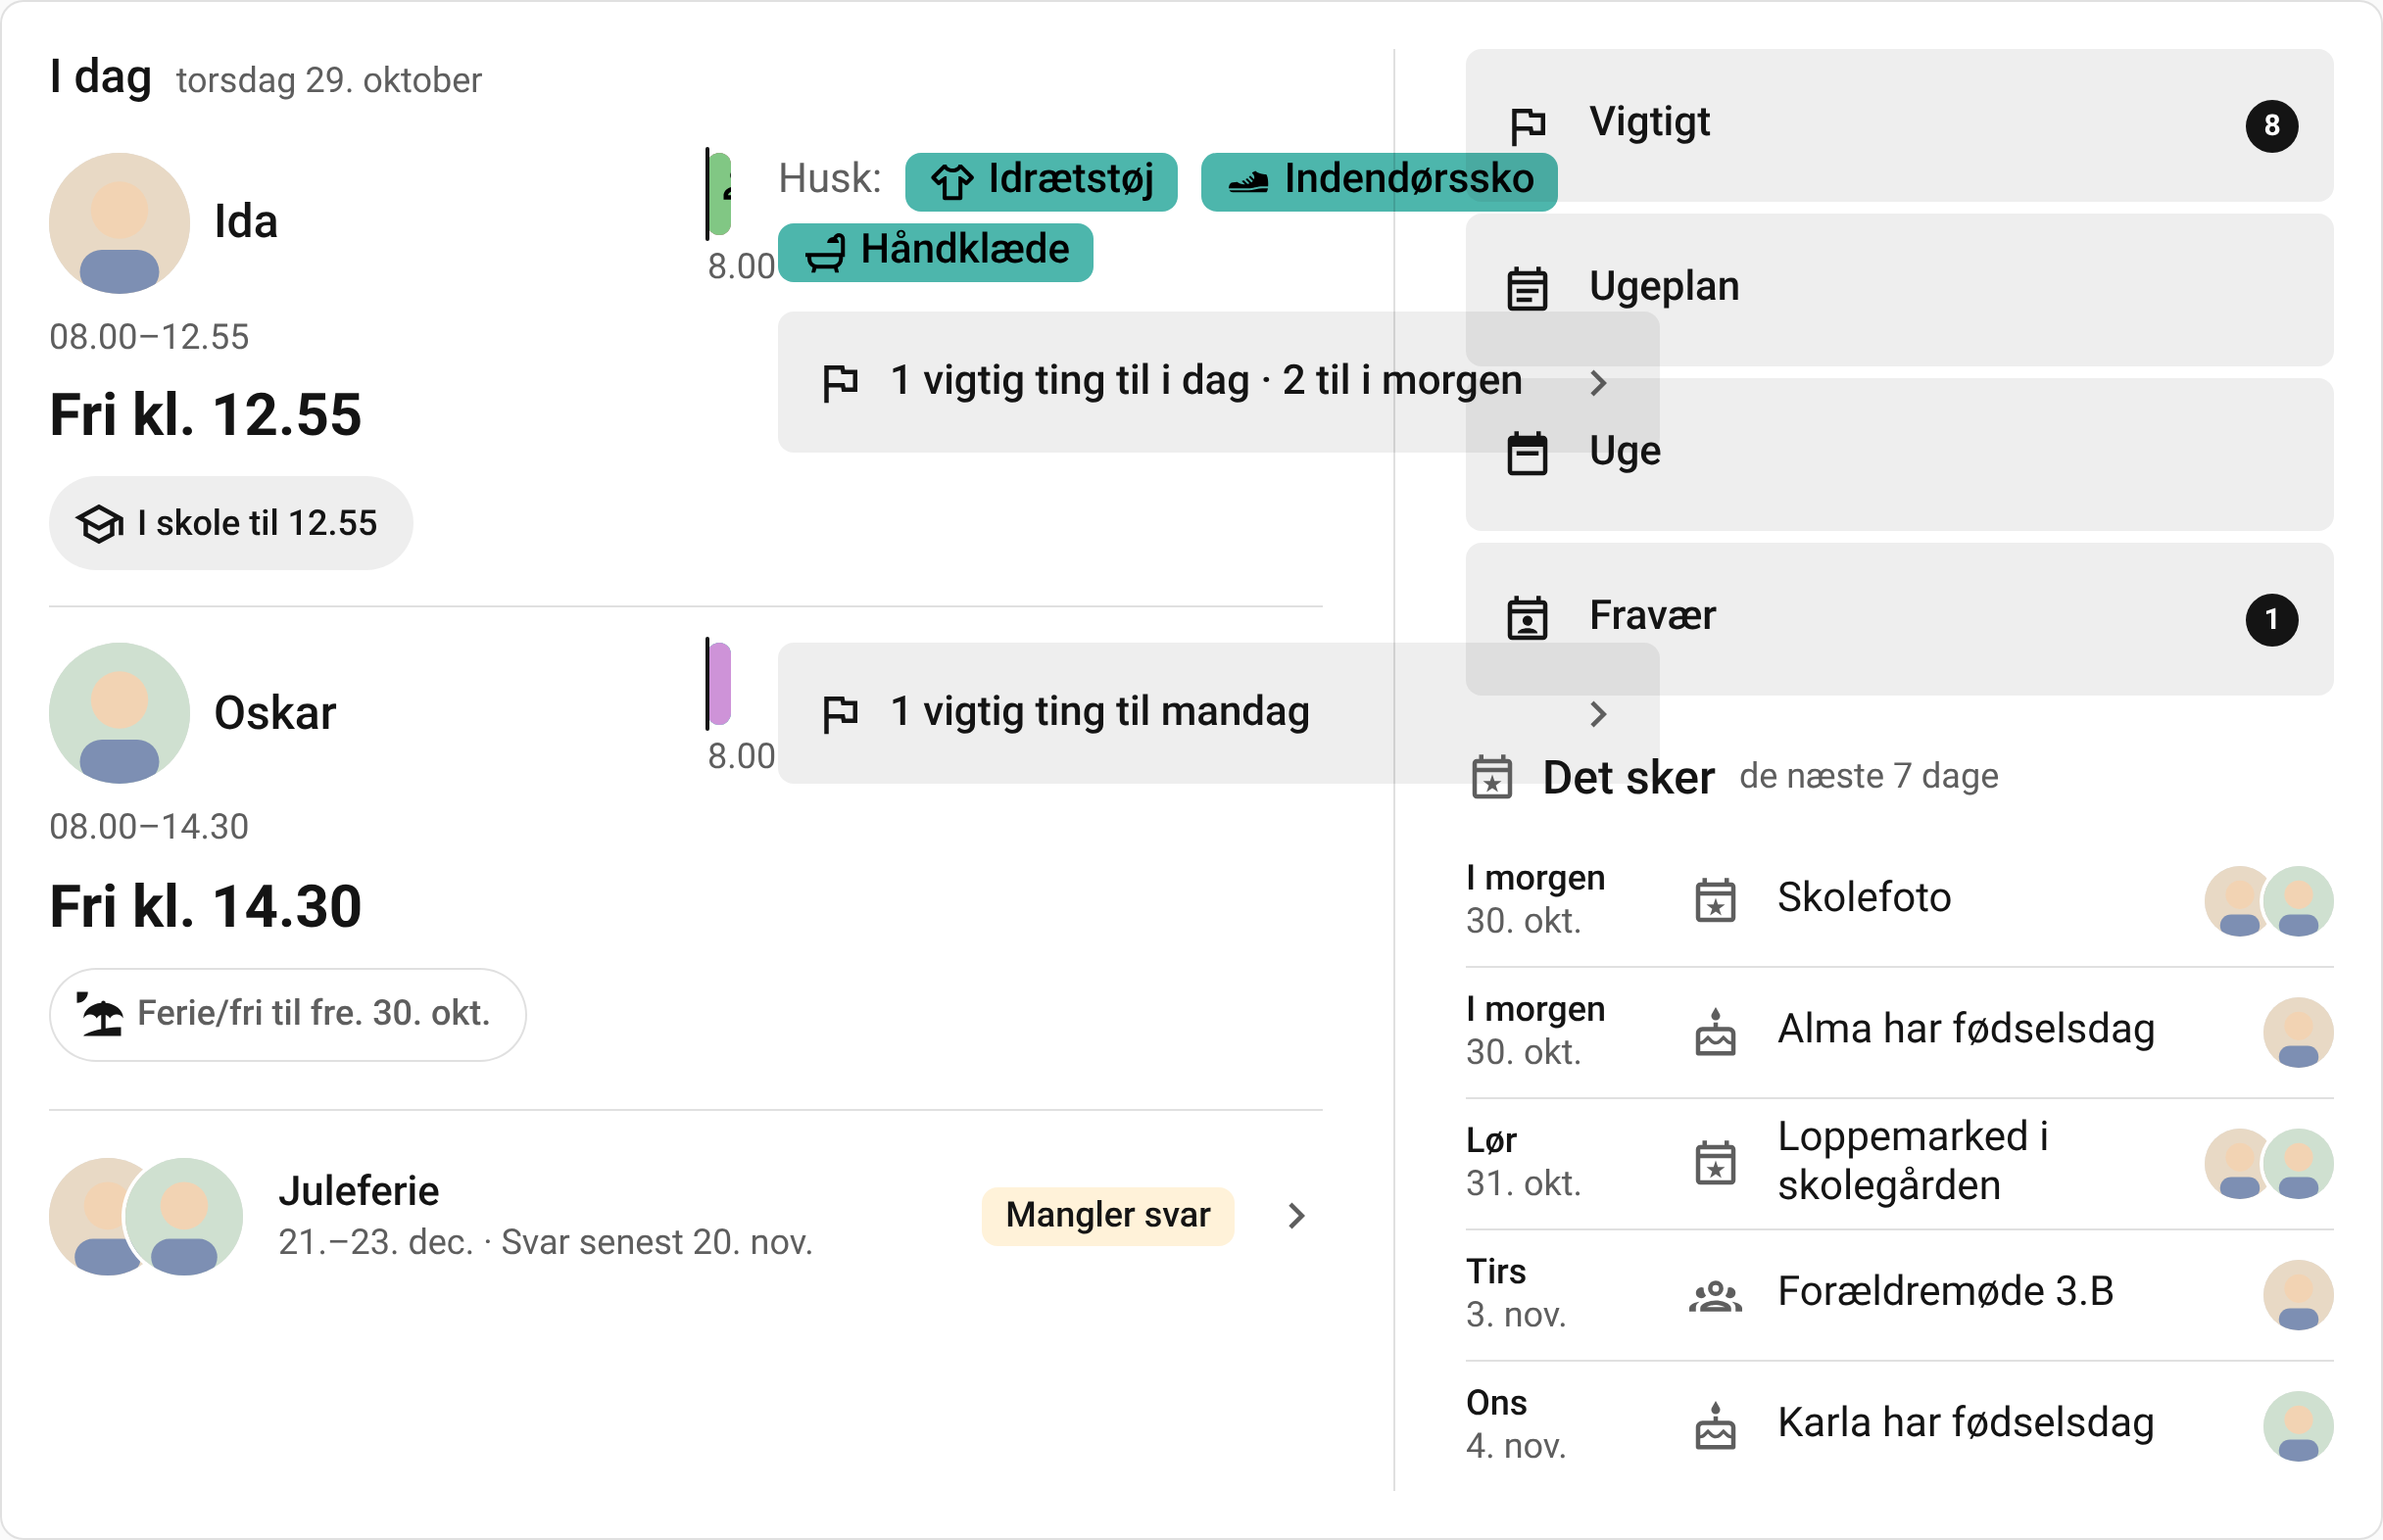 I dag torsdag 29. oktober
Ida
08.00–12.55
Fri kl. 12.55
I skole til 12.55
8.00
Husk: Idrætstøj Indendørssko
Håndklæde
1 vigtig ting til i dag · 2 til i morgen
Oskar
08.00–14.30
Fri kl. 14.30
Ferie/fri til fre. 30. okt.
8.00
1 vigtig ting til mandag
Juleferie
21.–23. dec. · Svar senest 20. nov.
Mangler svar
Vigtigt 8
Ugeplan
Uge
Fravær 1
Det sker de næste 7 dage
I morgen
30. okt.
Skolefoto
I morgen
30. okt.
Alma har fødselsdag
Lør
31. okt.
Loppemarked i
skolegården
Tirs
3. nov.
Forældremøde 3.B
Ons
4. nov.
Karla har fødselsdag